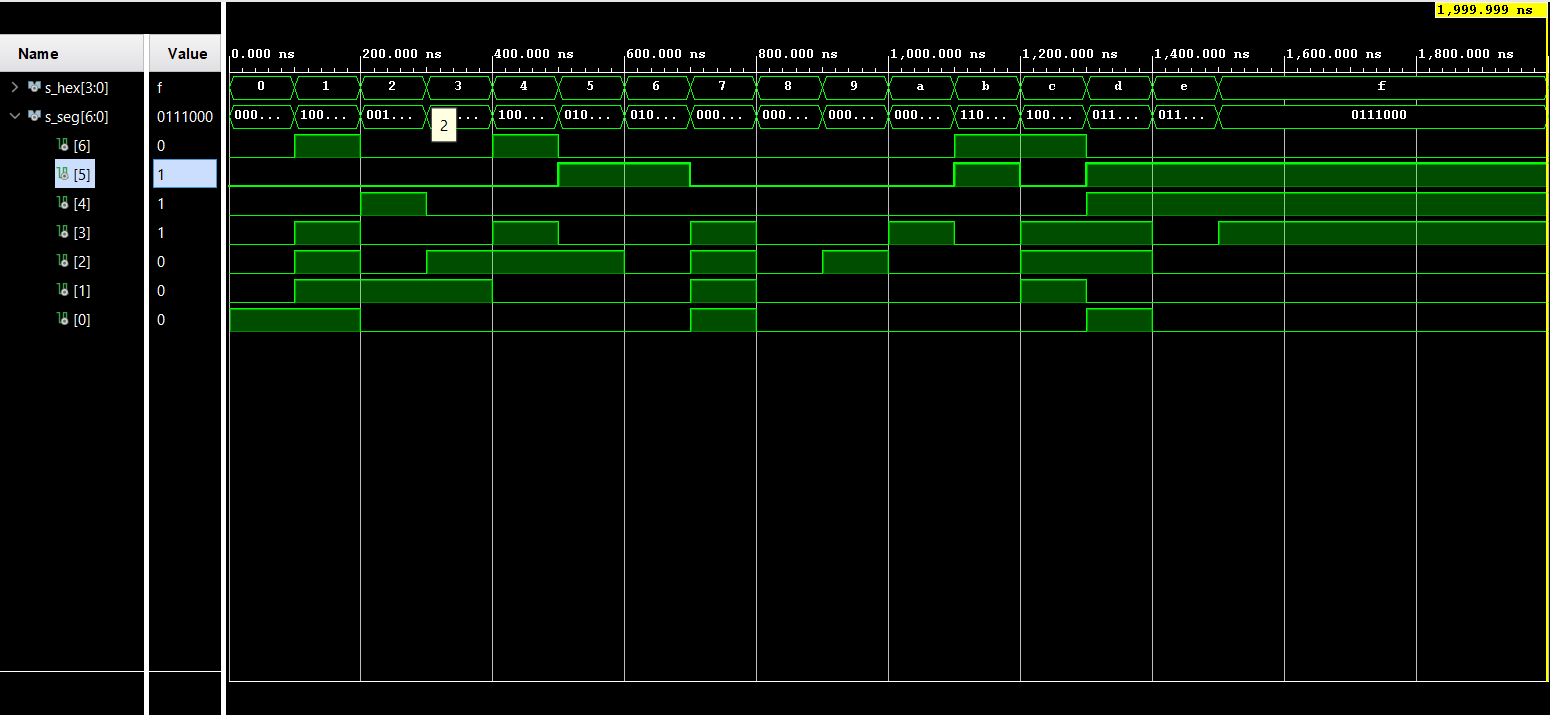 1,999.999 ns
Name Value 0.000 ns 200.000 ns 400.000 ns 600.000 ns 800.000 ns 1,000.000 ns 1,200.000 ns 1,400.000 ns 1,600.000 ns 1,800.000 ns
s_hex[3:0] f 0 1 2 3 4 5 6 7 8 9 a b c d e f
s_seg[6:0] 0111000 000... 100... 001... 100... 010... 010... 000... 000... 000... 000... 110... 100... 011... 011... 0111000
2
[6] 0
[5] 1
[4] 1
[3] 1
[2] 0
[1] 0
[0] 0